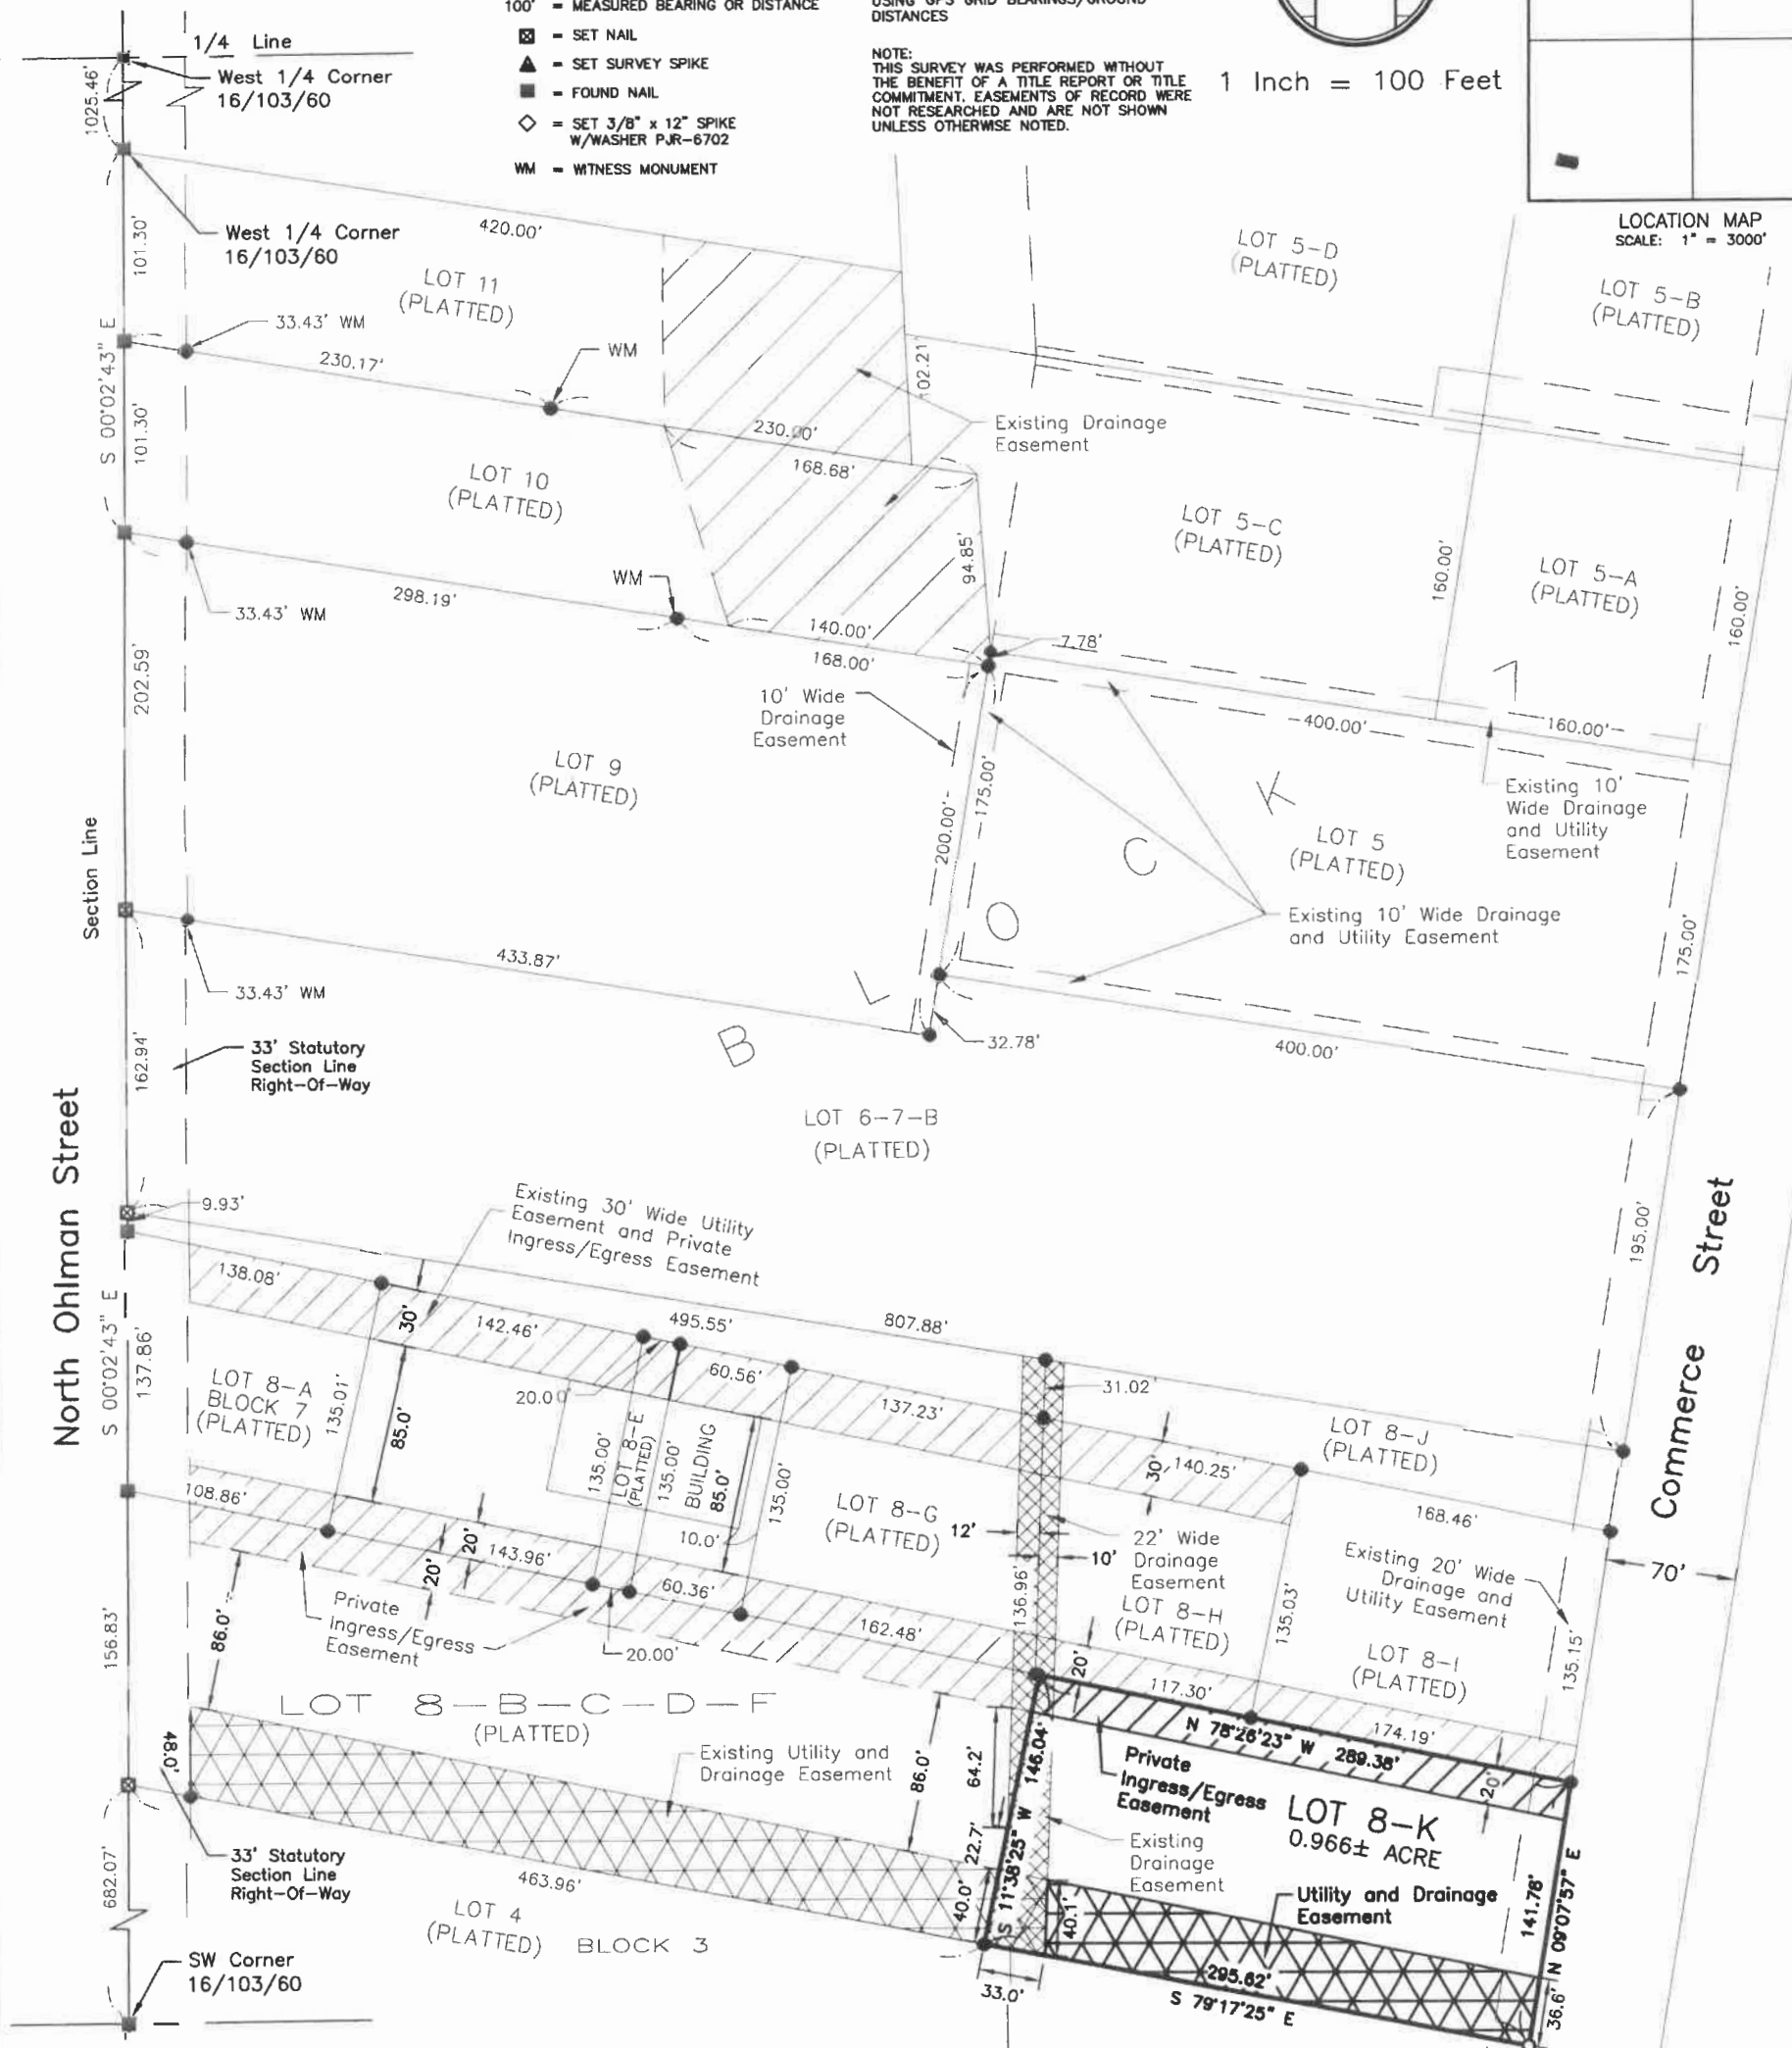 100' = MEASURED BEARING OR DISTANCE
⊠ = SET NAIL
▲ = SET SURVEY SPIKE
■ = FOUND NAIL
◇ = SET 3/8" x 12" SPIKE
W/WASHER PJR-6702
WM = WITNESS MONUMENT
USING GPS GRID BEARINGS/GROUND
DISTANCES
NOTE:
THIS SURVEY WAS PERFORMED WITHOUT
THE BENEFIT OF A TITLE REPORT OR TITLE
COMMITMENT. EASEMENTS OF RECORD WERE
NOT RESEARCHED AND ARE NOT SHOWN
UNLESS OTHERWISE NOTED.
1 Inch = 100 Feet
LOCATION MAP
SCALE: 1" = 3000'
1/4 Line
West 1/4 Corner
16/103/60
1025.46'
West 1/4 Corner
16/103/60
101.30'
420.00'
LOT 11
(PLATTED)
LOT 5-D
(PLATTED)
LOT 5-B
(PLATTED)
33.43' WM
230.17'
WM
102.21'
S 00°02'43" E
101.30'
230.00'
168.68'
Existing Drainage
Easement
LOT 10
(PLATTED)
LOT 5-C
(PLATTED)
160.00'
LOT 5-A
(PLATTED)
160.00'
94.85'
WM
298.19'
33.43' WM
140.00'
168.00'
7.78'
202.59'
10' Wide
Drainage
Easement
400.00'
160.00'
LOT 9
(PLATTED)
175.00'
200.00'
Existing 10'
Wide Drainage
and Utility
Easement
LOT 5
(PLATTED)
B L O C K 7
Existing 10' Wide Drainage
and Utility Easement
175.00'
Section Line
433.87'
33.43' WM
32.78'
400.00'
33' Statutory
Section Line
Right-Of-Way
162.94'
LOT 6-7-B
(PLATTED)
North Ohlman Street
Commerce Street
195.00'
9.93'
Existing 30' Wide Utility
Easement and Private
Ingress/Egress Easement
138.08'
30'
142.46'
495.55'
807.88'
S 00°02'43" E
137.86'
LOT 8-A
BLOCK 7
(PLATTED)
135.01'
85.0'
20.00'
60.56'
137.23'
31.02'
LOT 8-J
(PLATTED)
135.00'
LOT 8-E
(PLATTED)
135.00'
BUILDING
85.0'
135.00'
30'
140.25'
168.46'
108.86'
LOT 8-G
(PLATTED)
12'
10'
22' Wide
Drainage
Easement
10.0'
20'
20'
143.96'
60.36'
Existing 20' Wide
Drainage and
Utility Easement
70'
136.96'
LOT 8-H
(PLATTED)
135.03'
LOT 8-I
(PLATTED)
135.15'
156.83'
86.0'
Private
Ingress/Egress
Easement
20.00'
162.48'
20'
117.30'
174.19'
N 78°26'23" W 289.38'
LOT 8-B-C-D-F
(PLATTED)
48.0'
Existing Utility and
Drainage Easement
86.0'
64.2'
22.7'
40.0'
S 11°38'25" W 146.04'
Private
Ingress/Egress
Easement
20'
LOT 8-K
0.966± ACRE
Existing
Drainage
Easement
Utility and Drainage
Easement
141.78'
N 09°07'57" E
36.6'
682.07'
33' Statutory
Section Line
Right-Of-Way
463.96'
LOT 4
(PLATTED) BLOCK 3
40.1'
295.62'
S 79°17'25" E
33.0'
SW Corner
16/103/60